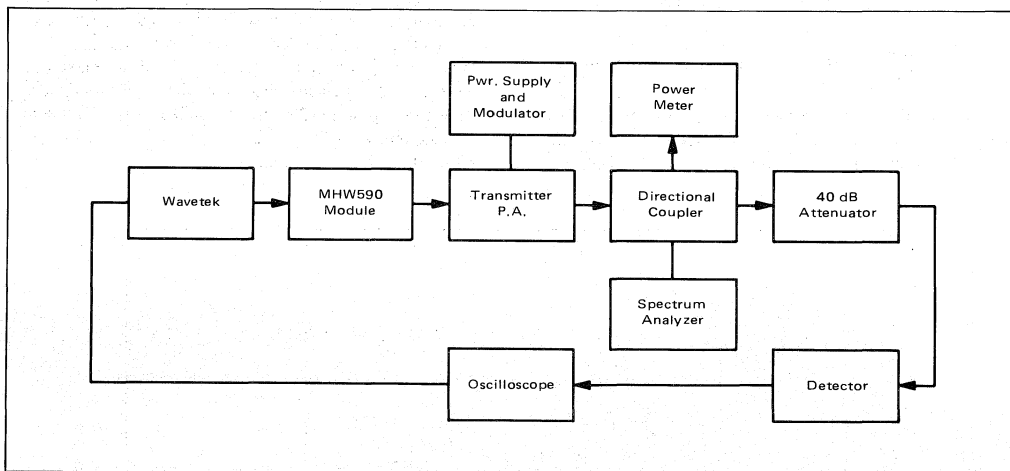 Pwr. Supply
and
Modulator
Power
Meter
Wavetek
MHW590
Module
Transmitter
P.A.
Directional
Coupler
40 dB
Attenuator
Spectrum
Analyzer
Oscilloscope
Detector